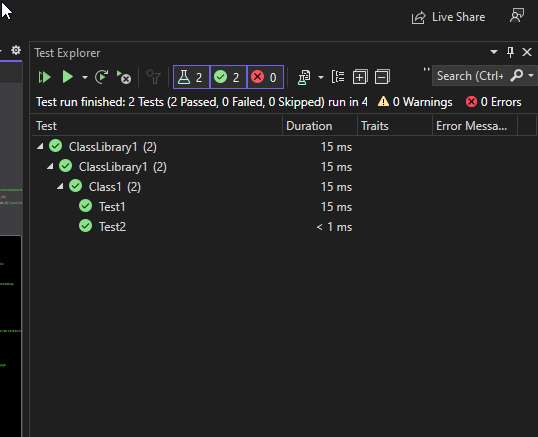 Live Share
Test Explorer
2 2 0
Search (Ctrl+
Test run finished: 2 Tests (2 Passed, 0 Failed, 0 Skipped) run in 4 0 Warnings 0 Errors
Test Duration Traits Error Messa...
ClassLibrary1 (2) 15 ms
ClassLibrary1 (2) 15 ms
Class1 (2) 15 ms
Test1 15 ms
Test2 < 1 ms